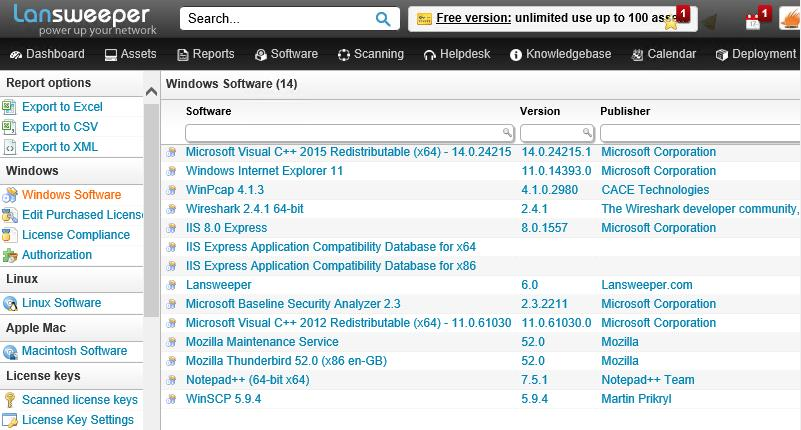 Lansweeper
power up your network
Search...
Free version: unlimited use up to 100
1
1
Dashboard Assets Reports Software Scanning Helpdesk Knowledgebase Calendar Deployment
Report options
Export to Excel
Export to CSV
Export to XML
Windows
Windows Software
Edit Purchased License
License Compliance
Authorization
Linux
Linux Software
Apple Mac
Macintosh Software
License keys
Scanned license keys
License Key Settings
Windows Software (14)
Software Version Publisher
Microsoft Visual C++ 2015 Redistributable (x64) - 14.0.24215 14.0.24215.1 Microsoft Corporation
Windows Internet Explorer 11 11.0.14393.0 Microsoft Corporation
WinPcap 4.1.3 4.1.0.2980 CACE Technologies
Wireshark 2.4.1 64-bit 2.4.1 The Wireshark developer community,
IIS 8.0 Express 8.0.1557 Microsoft Corporation
IIS Express Application Compatibility Database for x64
IIS Express Application Compatibility Database for x86
Lansweeper 6.0 Lansweeper.com
Microsoft Baseline Security Analyzer 2.3 2.3.2211 Microsoft Corporation
Microsoft Visual C++ 2012 Redistributable (x64) - 11.0.61030 11.0.61030.0 Microsoft Corporation
Mozilla Maintenance Service 52.0 Mozilla
Mozilla Thunderbird 52.0 (x86 en-GB) 52.0 Mozilla
Notepad++ (64-bit x64) 7.5.1 Notepad++ Team
WinSCP 5.9.4 5.9.4 Martin Prikryl